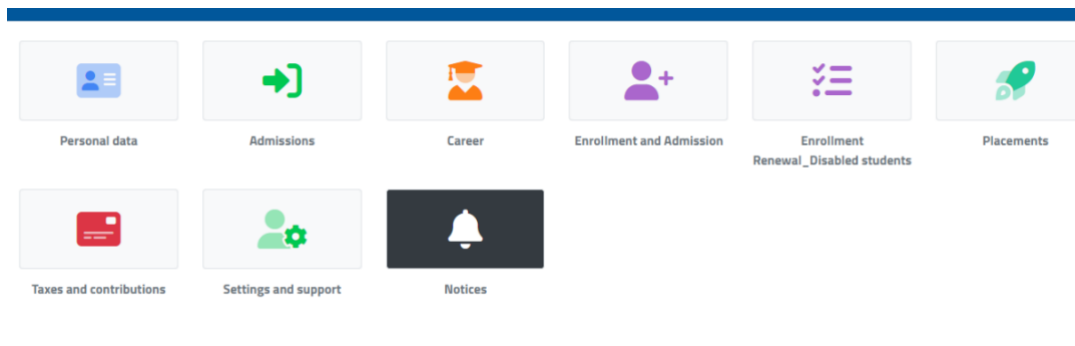 Personal data
Admissions
Career
Enrollment and Admission
Enrollment
Renewal_Disabled students
Placements
Taxes and contributions
Settings and support
Notices